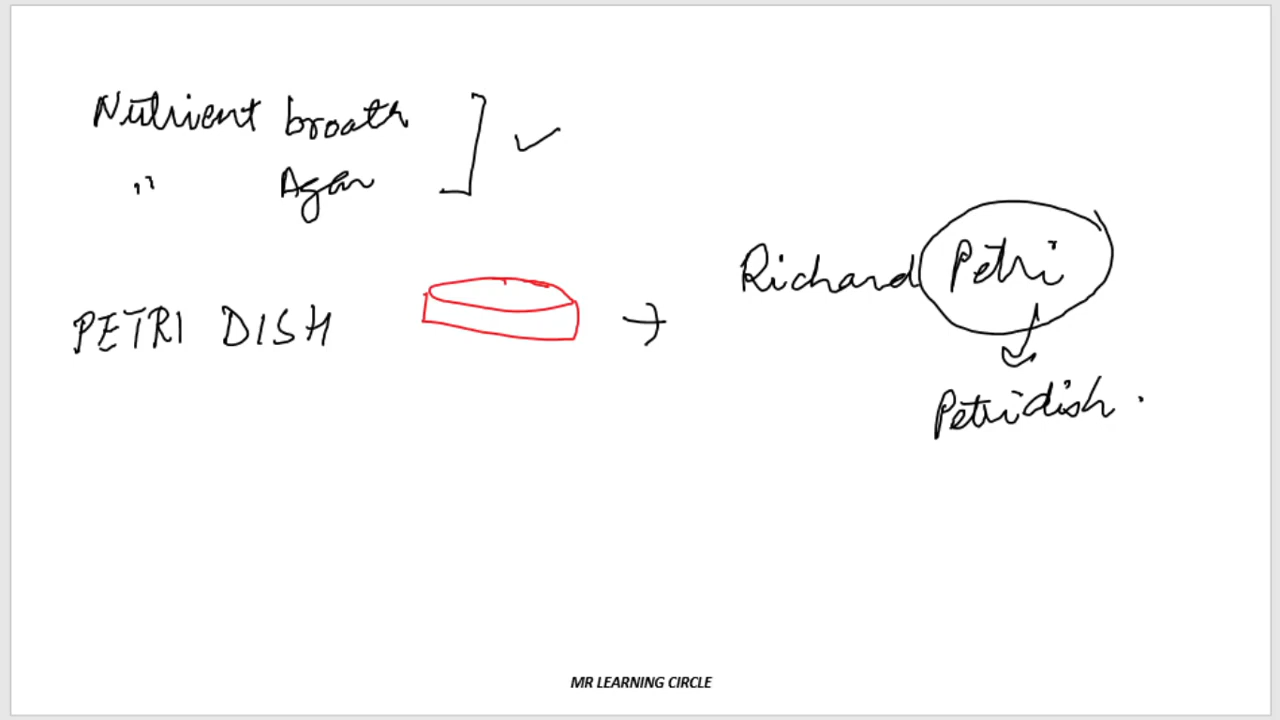 Nutrient broath
" Agar
PETRI DISH
Richard Petri
Petridish.
MR LEARNING CIRCLE